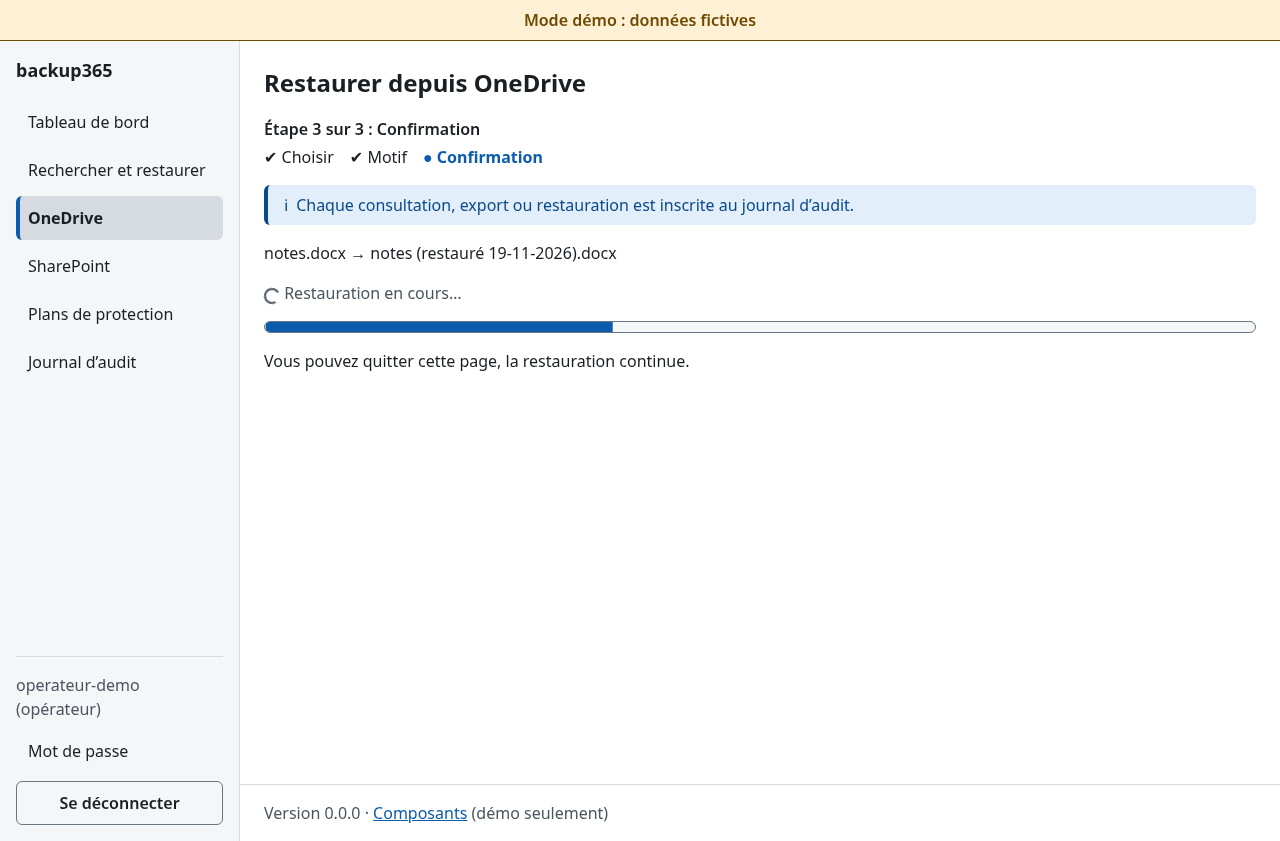 Mode démo : données fictives
backup365
Tableau de bord
Rechercher et restaurer
OneDrive
SharePoint
Plans de protection
Journal d’audit
operateur-demo
(opérateur)
Mot de passe
Se déconnecter
Restaurer depuis OneDrive
Étape 3 sur 3 : Confirmation
✔ Choisir ✔ Motif ● Confirmation
i Chaque consultation, export ou restauration est inscrite au journal d’audit.
notes.docx → notes (restauré 19-11-2026).docx
Restauration en cours…
Vous pouvez quitter cette page, la restauration continue.
Version 0.0.0 · Composants (démo seulement)